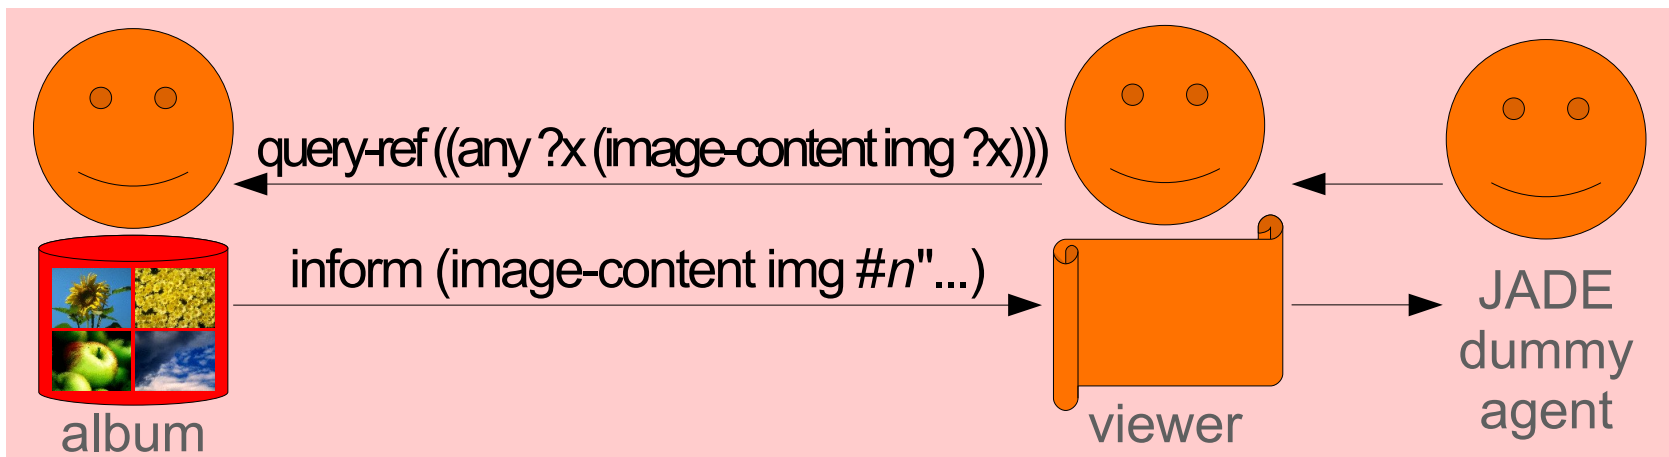 query-ref ((any ?x (image-content img ?x)))
inform (image-content img #n"...)
album
viewer
JADE
dummy
agent